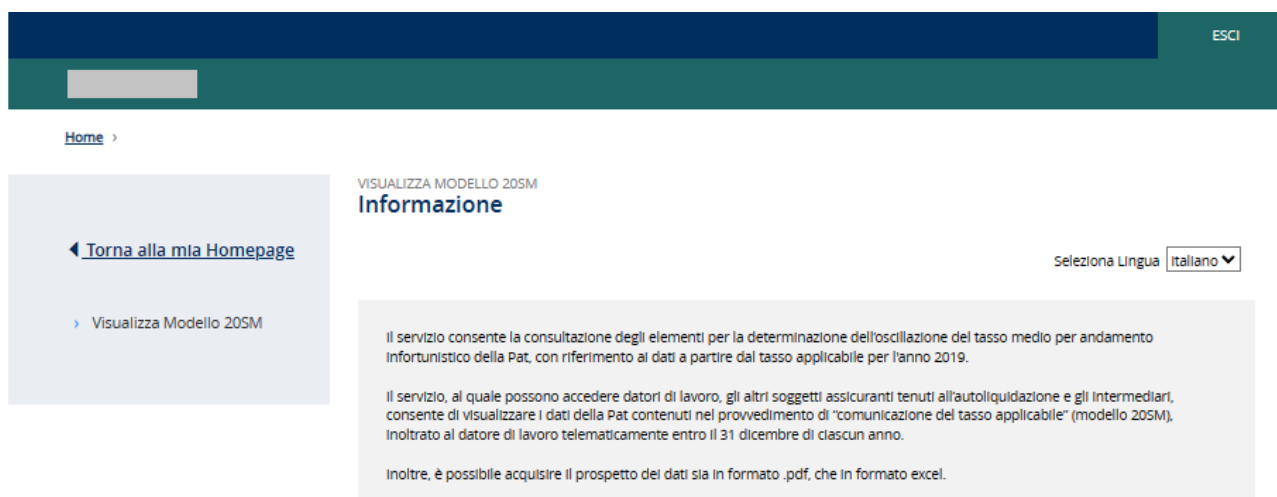 ESCI
Home ›
VISUALIZZA MODELLO 20SM
Informazione
Torna alla mia Homepage
Seleziona Lingua Italiano
› Visualizza Modello 20SM
Il servizio consente la consultazione degli elementi per la determinazione dell'oscillazione del tasso medio per andamento
infortunistico della Pat, con riferimento ai dati a partire dal tasso applicabile per l'anno 2019.
Il servizio, al quale possono accedere datori di lavoro, gli altri soggetti assicuranti tenuti all'autoliquidazione e gli intermediari,
consente di visualizzare i dati della Pat contenuti nel provvedimento di “comunicazione del tasso applicabile” (modello 20SM),
inoltrato al datore di lavoro telematicamente entro il 31 dicembre di ciascun anno.
Inoltre, è possibile acquisire il prospetto dei dati sia in formato .pdf, che in formato excel.